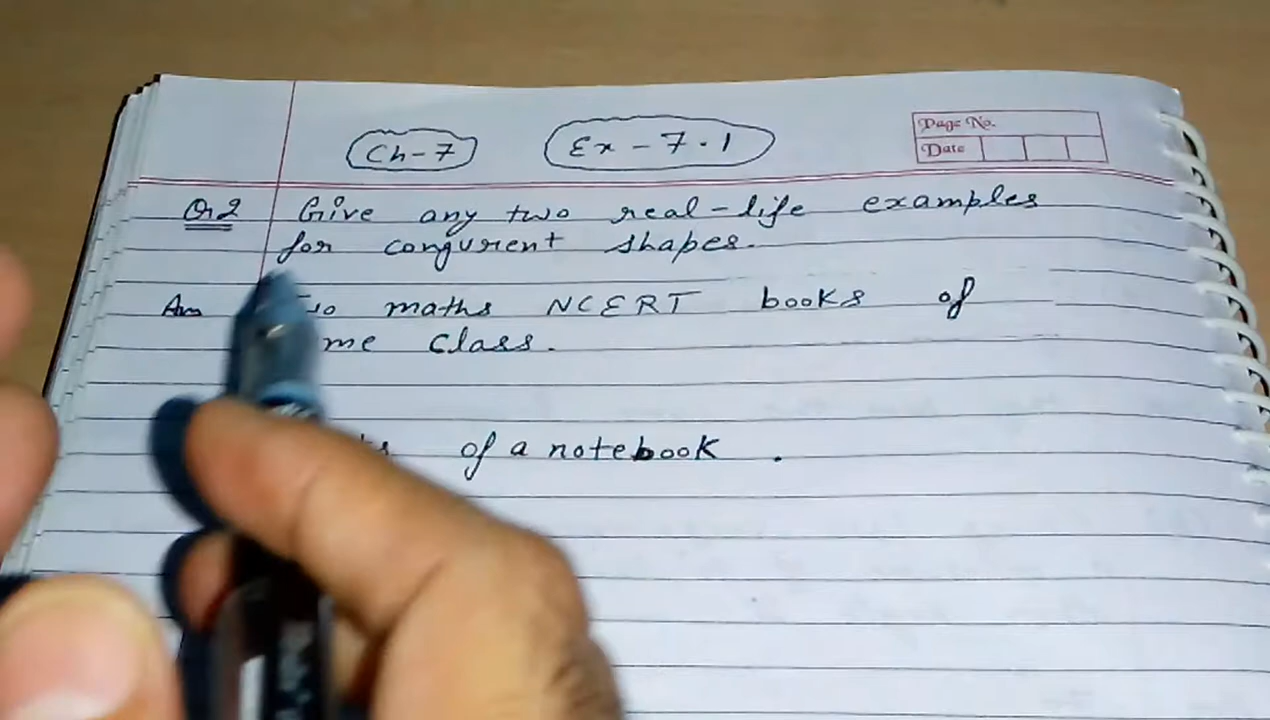 Ch-7 Ex - 7.1
Page No.
Date
Q2 Give any two real-life examples
for congurent shapes.
Ans maths NCERT books of
class.
of a notebook .